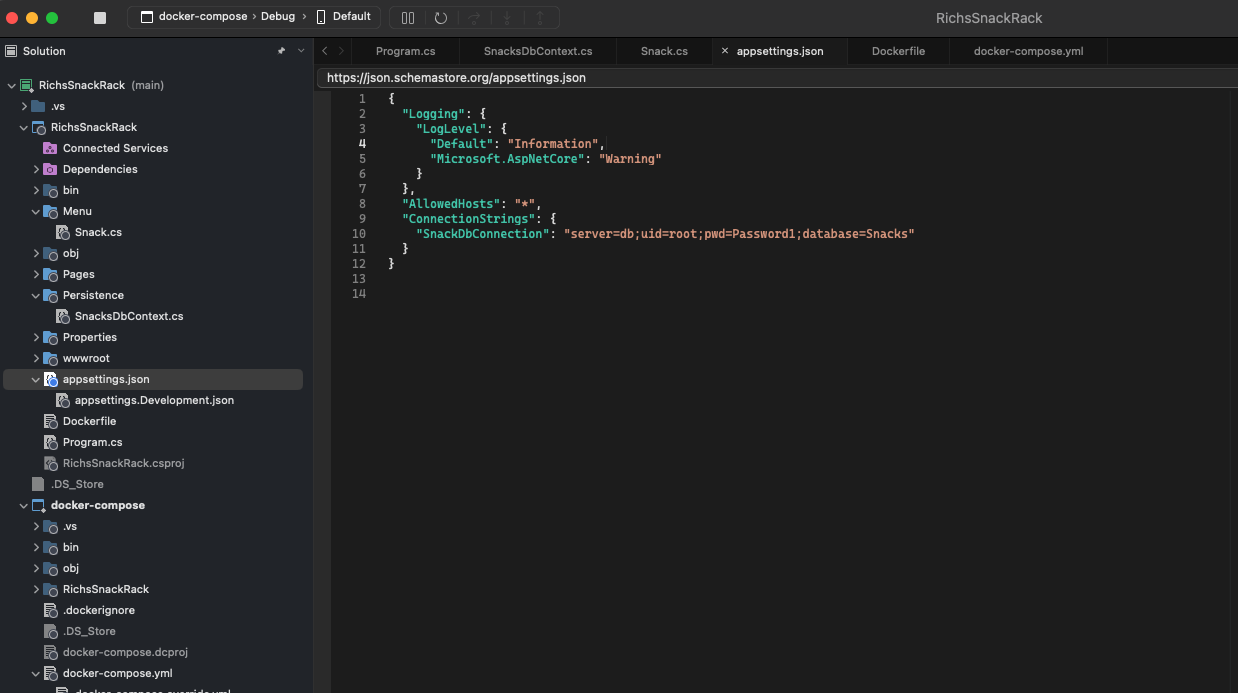 docker-compose › Debug › Default
RichsSnackRack
Solution
Program.cs
SnacksDbContext.cs
Snack.cs
× appsettings.json
Dockerfile
docker-compose.yml
https://json.schemastore.org/appsettings.json
RichsSnackRack (main)
.vs
RichsSnackRack
Connected Services
Dependencies
bin
Menu
Snack.cs
obj
Pages
Persistence
SnacksDbContext.cs
Properties
wwwroot
appsettings.json
appsettings.Development.json
Dockerfile
Program.cs
RichsSnackRack.csproj
.DS_Store
docker-compose
.vs
bin
obj
RichsSnackRack
.dockerignore
.DS_Store
docker-compose.dcproj
docker-compose.yml
docker-compose.override.yml
1 {
2 "Logging": {
3 "LogLevel": {
4 "Default": "Information",
5 "Microsoft.AspNetCore": "Warning"
6 }
7 },
8 "AllowedHosts": "*",
9 "ConnectionStrings": {
10 "SnackDbConnection": "server=db;uid=root;pwd=Password1;database=Snacks"
11 }
12 }
13
14